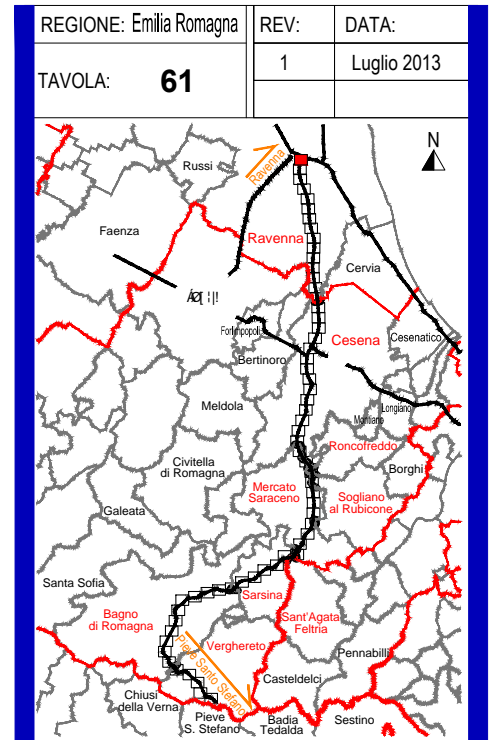 REGIONE: Emilia Romagna
REV:
DATA:
TAVOLA: 61
1
Luglio 2013
N
Russi
Ravenna
Faenza
Ravenna
Cervia
Forlimpopoli
Cesena
Cesenatico
Bertinoro
Meldola
Longiano
Montiano
Roncofreddo
Civitella
di Romagna
Borghi
Mercato
Saraceno
Sogliano
al Rubicone
Galeata
Santa Sofia
Sarsina
Bagno
di Romagna
Sant'Agata
Feltria
Verghereto
Pieve Santo Stefano
Pennabilli
Casteldelci
Chiusi
della Verna
Pieve
S. Stefano
Badia
Tedalda
Sestino